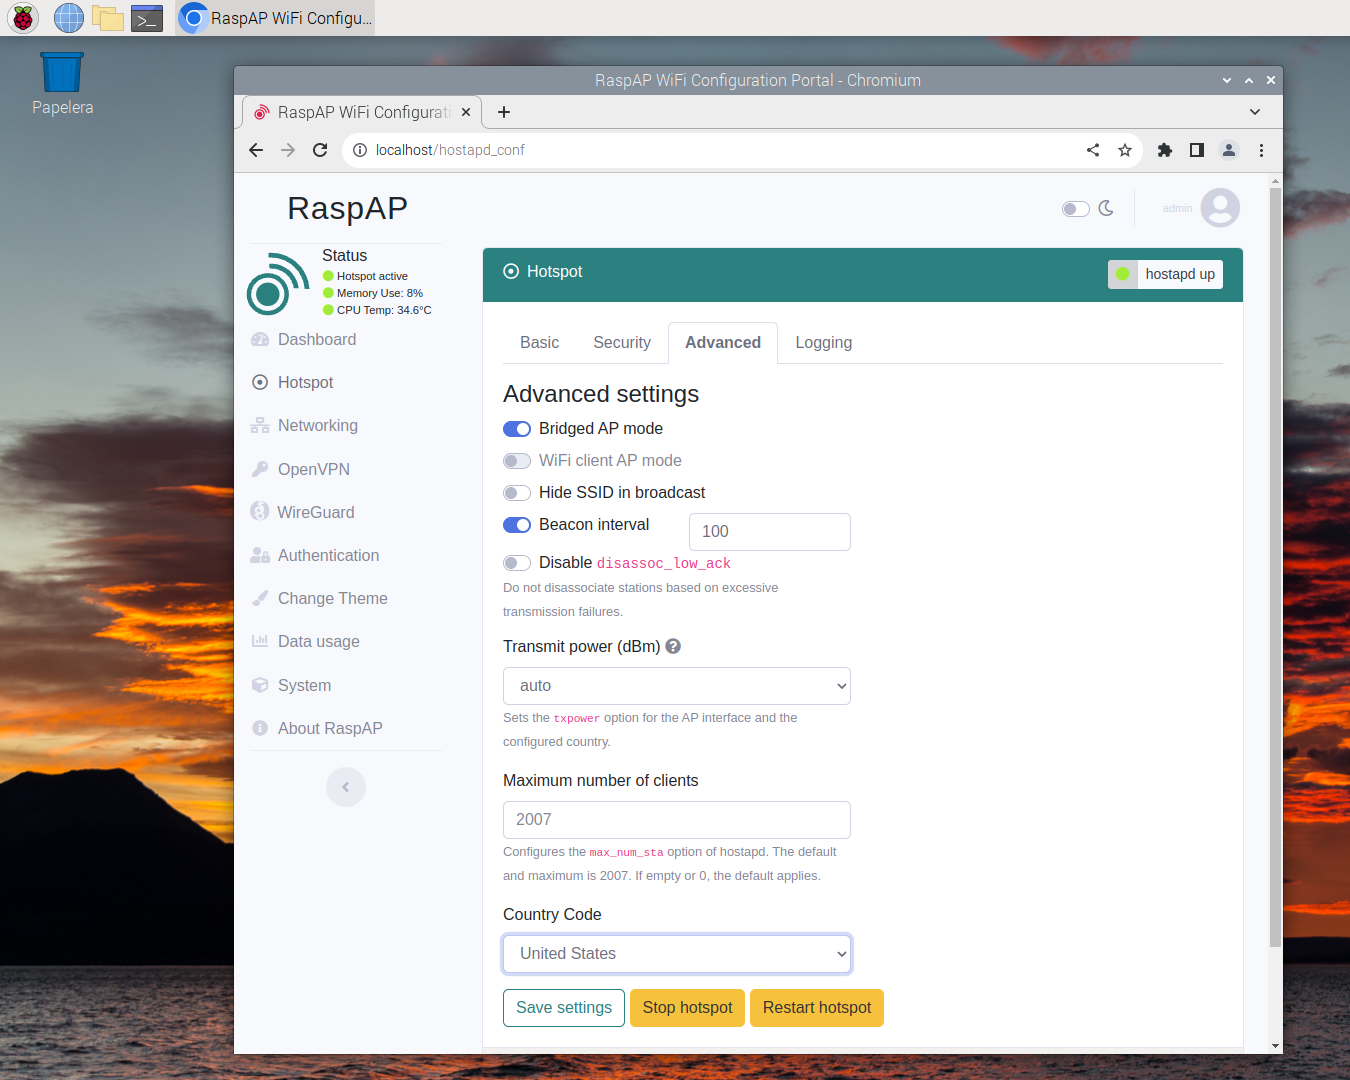 RaspAP WiFi Configu...
Papelera
RaspAP WiFi Configuration Portal - Chromium
RaspAP WiFi Configurati
localhost/hostapd_conf
RaspAP
admin
Status
Hotspot active
Memory Use: 8%
CPU Temp: 34.6°C
Dashboard
Hotspot
Networking
OpenVPN
WireGuard
Authentication
Change Theme
Data usage
System
About RaspAP
Hotspot
hostapd up
Basic Security Advanced Logging
Advanced settings
Bridged AP mode
WiFi client AP mode
Hide SSID in broadcast
Beacon interval 100
Disable disassoc_low_ack
Do not disassociate stations based on excessive
transmission failures.
Transmit power (dBm)
auto
Sets the txpower option for the AP interface and the
configured country.
Maximum number of clients
2007
Configures the max_num_sta option of hostapd. The default
and maximum is 2007. If empty or 0, the default applies.
Country Code
United States
Save settings Stop hotspot Restart hotspot